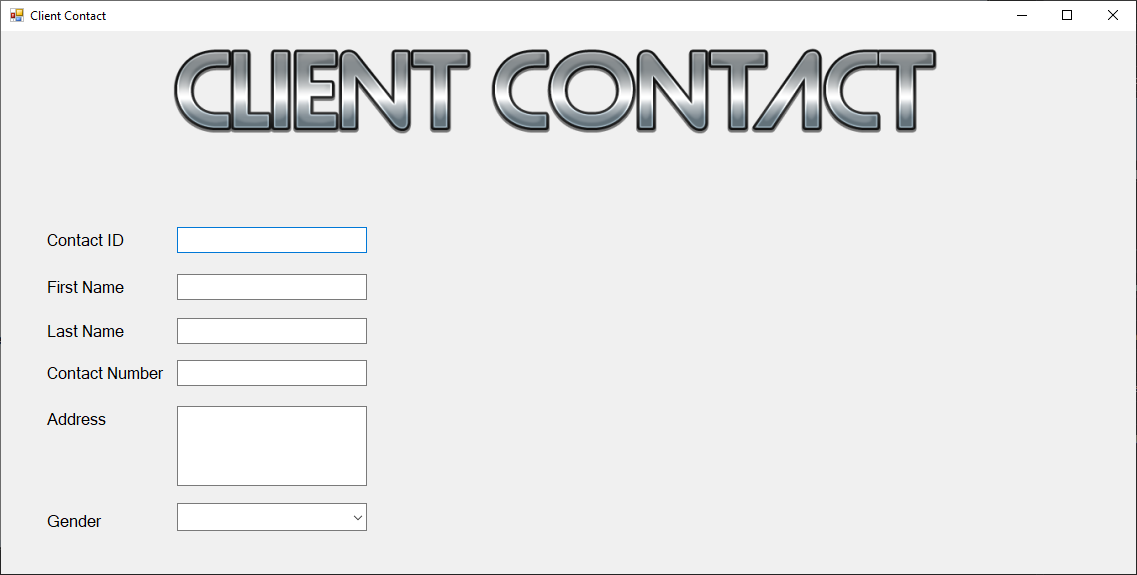 Client Contact
CLIENT CONTACT
Contact ID
First Name
Last Name
Contact Number
Address
Gender